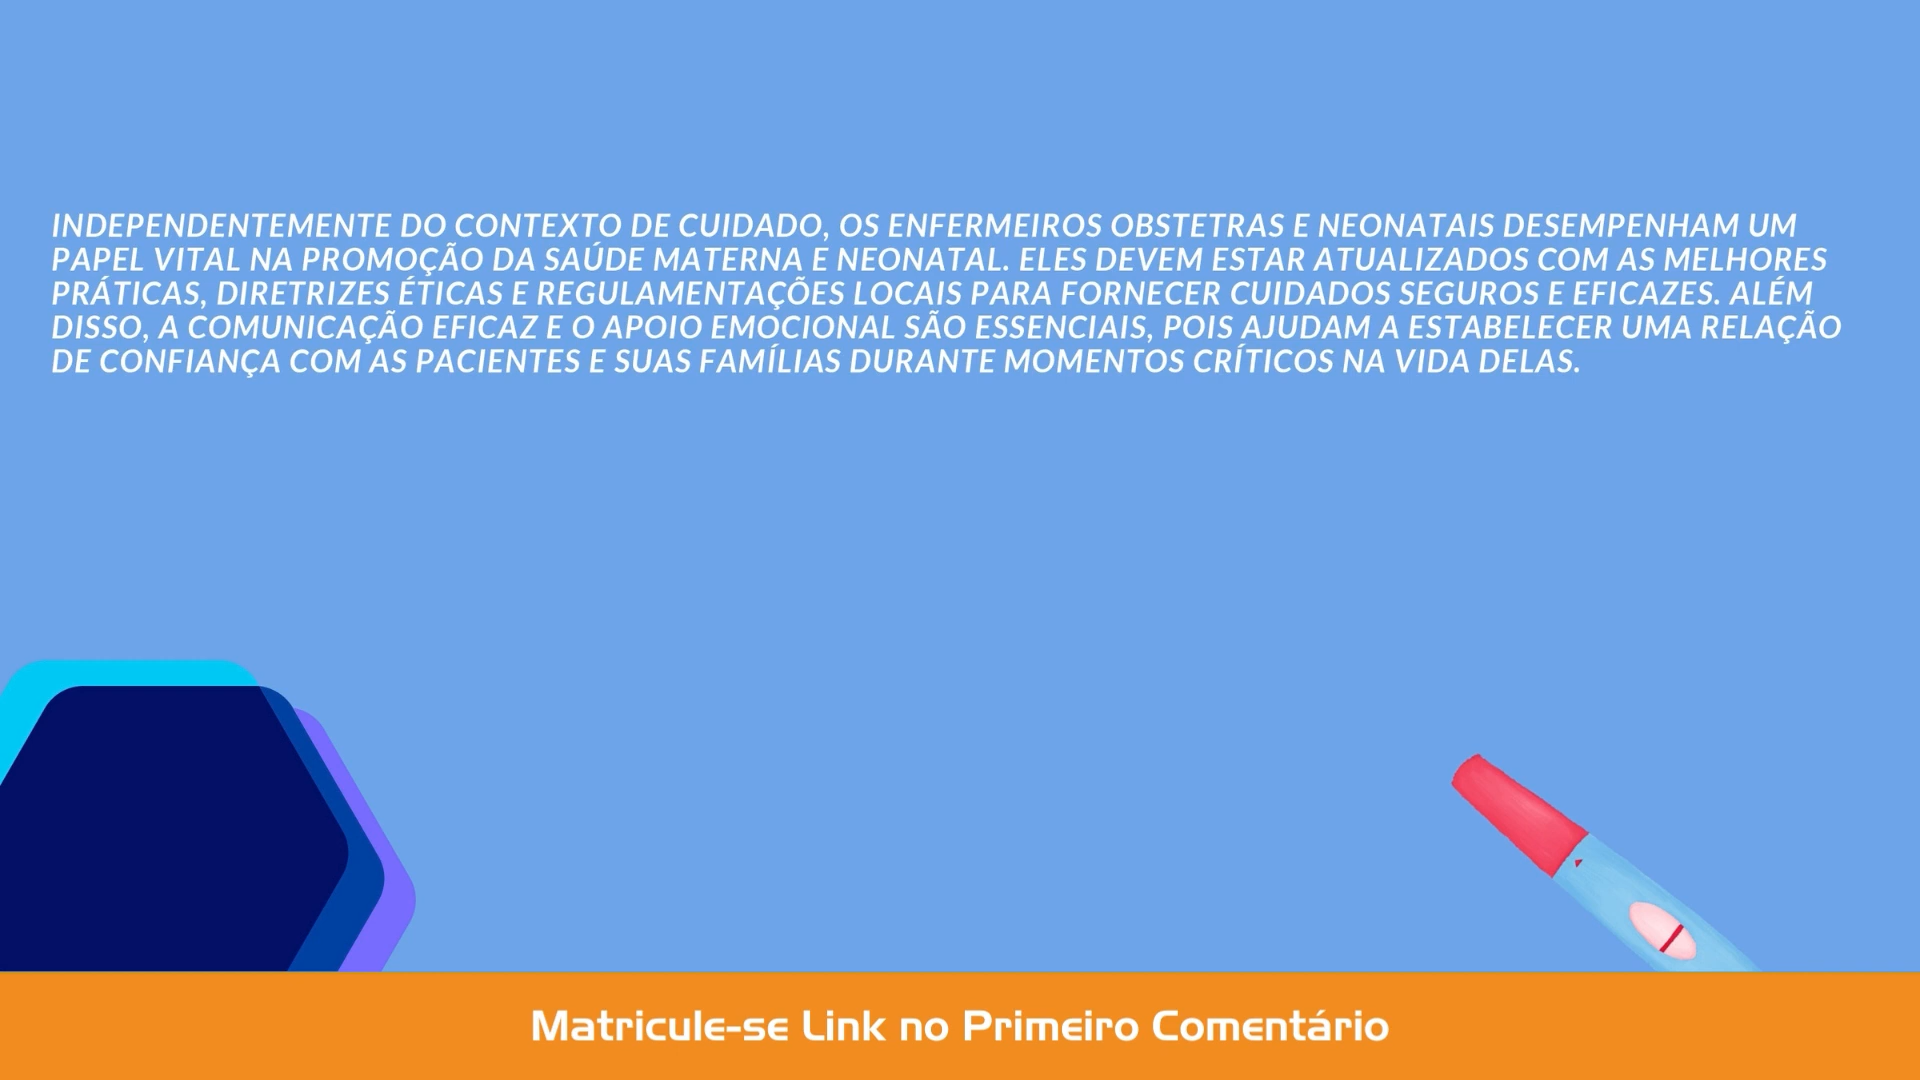 INDEPENDENTEMENTE DO CONTEXTO DE CUIDADO, OS ENFERMEIROS OBSTETRAS E NEONATAIS DESEMPENHAM UM
PAPEL VITAL NA PROMOÇÃO DA SAÚDE MATERNA E NEONATAL. ELES DEVEM ESTAR ATUALIZADOS COM AS MELHORES
PRÁTICAS, DIRETRIZES ÉTICAS E REGULAMENTAÇÕES LOCAIS PARA FORNECER CUIDADOS SEGUROS E EFICAZES. ALÉM
DISSO, A COMUNICAÇÃO EFICAZ E O APOIO EMOCIONAL SÃO ESSENCIAIS, POIS AJUDAM A ESTABELECER UMA RELAÇÃO
DE CONFIANÇA COM AS PACIENTES E SUAS FAMÍLIAS DURANTE MOMENTOS CRÍTICOS NA VIDA DELAS.
Matricule-se Link no Primeiro Comentário